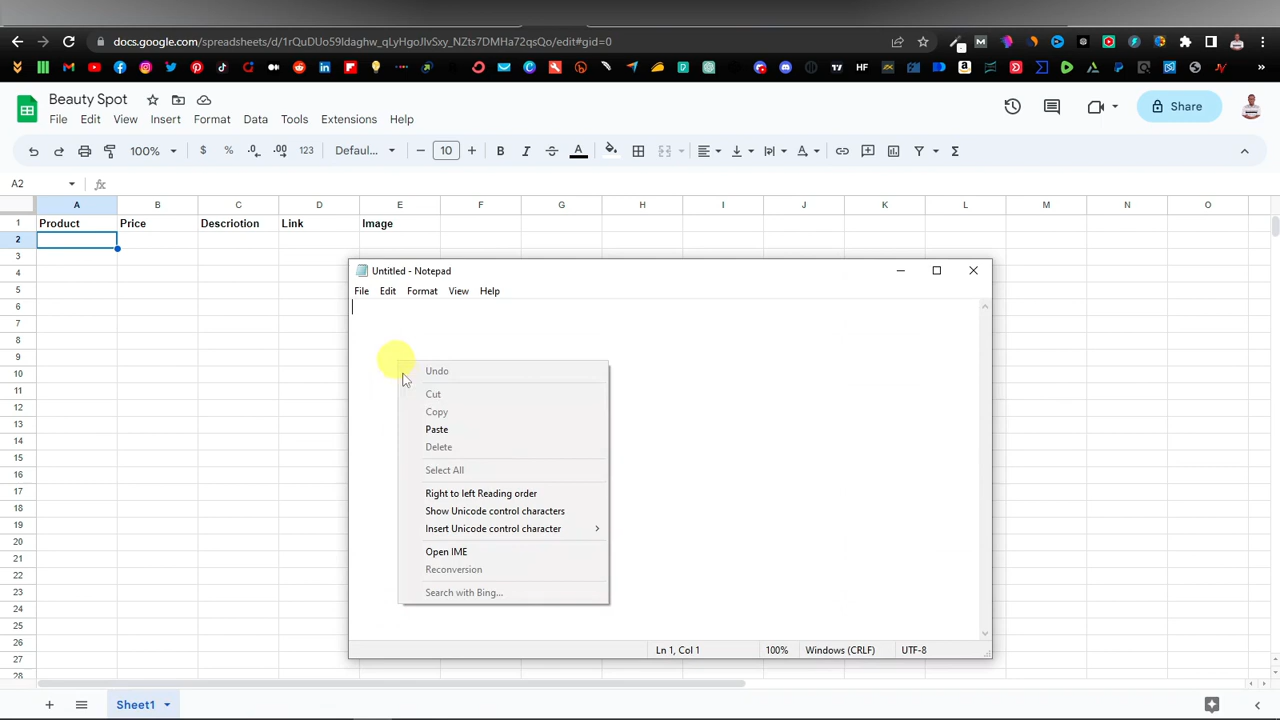 docs.google.com/spreadsheets/d/1rQuDUo59Idaghw_qLyHgoJlvSxy_NZts7DMHa72qsQo/edit#gid=0
Beauty Spot
File Edit View Insert Format Data Tools Extensions Help
Share
100% $ % .0 .00 123 Defaul... 10 B I A
A2 fx
A B C D E F G H I J K L M N O
1 Product Price Descriotion Link Image
2
3
4
5
6
7
8
9
10
11
12
13
14
15
16
17
18
19
20
21
22
23
24
25
26
27
28
Untitled - Notepad
File Edit Format View Help
Undo
Cut
Copy
Paste
Delete
Select All
Right to left Reading order
Show Unicode control characters
Insert Unicode control character
Open IME
Reconversion
Search with Bing...
Ln 1, Col 1 100% Windows (CRLF) UTF-8
Sheet1